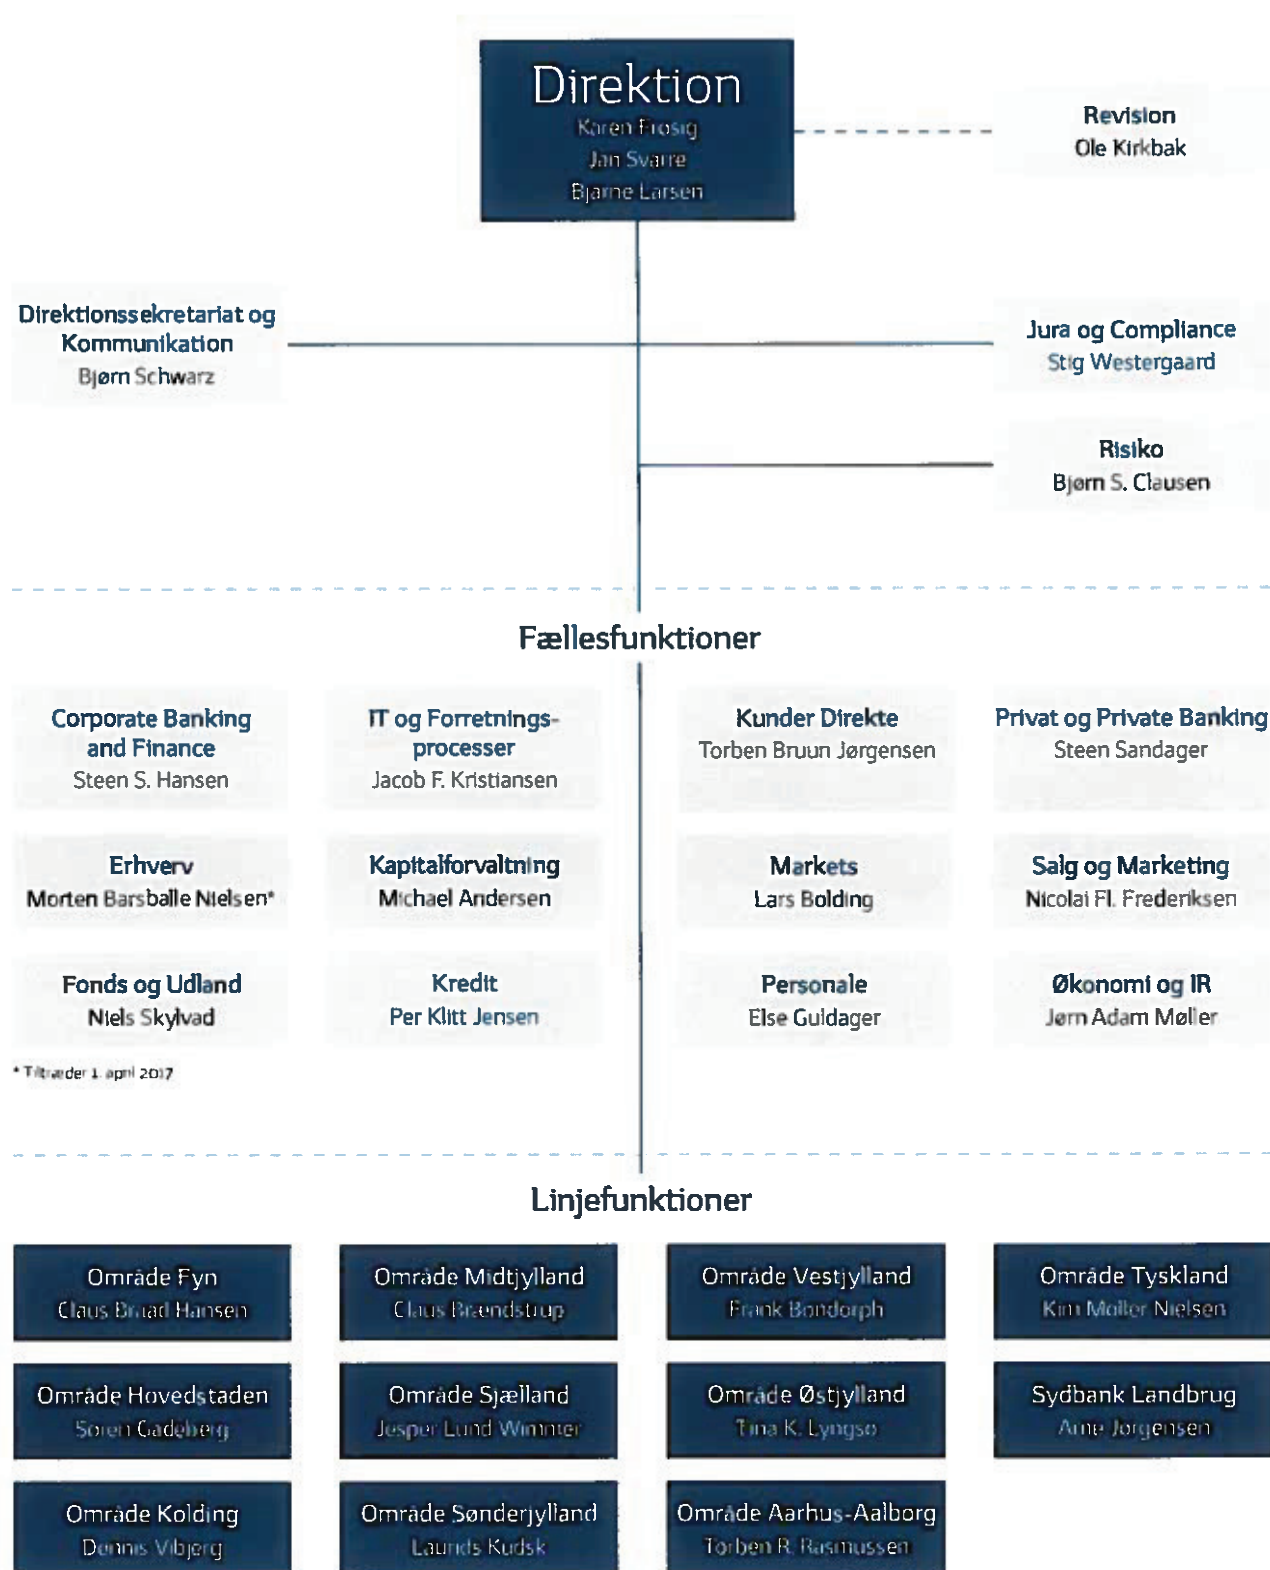 Direktion
Karen Frøsig
Jan Svarre
Bjarne Larsen
Revision
Ole Kirkbak
Direktionssekretariat og
Kommunikation
Bjørn Schwarz
Jura og Compliance
Stig Westergaard
Risiko
Bjørn S. Clausen
Fællesfunktioner
Corporate Banking
and Finance
Steen S. Hansen
IT og Forretnings-
processer
Jacob F. Kristiansen
Kunder Direkte
Torben Bruun Jørgensen
Privat og Private Banking
Steen Sandager
Erhverv
Morten Barsballe Nielsen*
Kapitalforvaltning
Michael Andersen
Markets
Lars Bolding
Salg og Marketing
Nicolai Fl. Frederiksen
Fonds og Udland
Niels Skylvad
Kredit
Per Klitt Jensen
Personale
Else Guldager
Økonomi og IR
Jørn Adam Møller
* Tiltræder 1. april 2017
Linjefunktioner
Område Fyn
Claus Bruad Hansen
Område Midtjylland
Claus Brændstrup
Område Vestjylland
Frank Bondorph
Område Tyskland
Kim Møller Nielsen
Område Hovedstaden
Søren Gadeberg
Område Sjælland
Jesper Lund Wimmer
Område Østjylland
Tina K. Lyngsø
Sydbank Landbrug
Arne Jørgensen
Område Kolding
Dennis Vibjerg
Område Sønderjylland
Laurids Kudsk
Område Aarhus-Aalborg
Torben R. Rasmussen